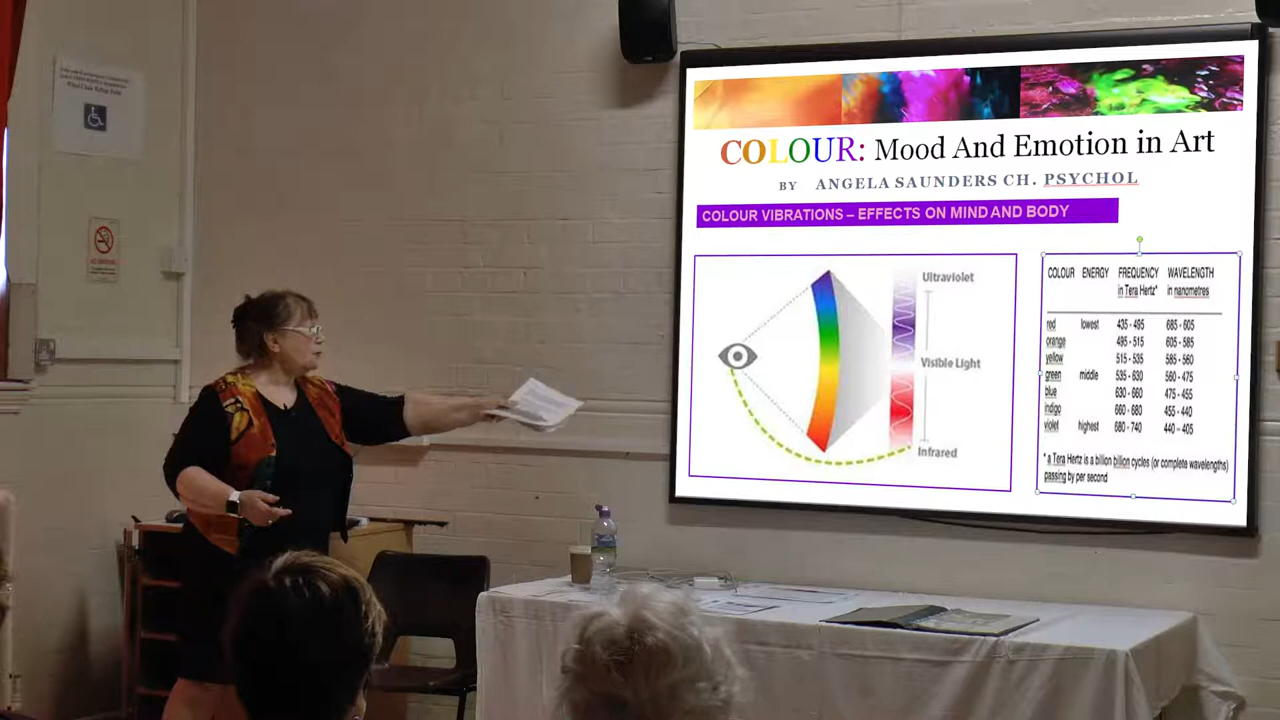 COLOUR: Mood And Emotion in Art
BY ANGELA SAUNDERS CH. PSYCHOL
COLOUR VIBRATIONS – EFFECTS ON MIND AND BODY
Ultraviolet
Visible Light
Infrared
COLOUR ENERGY FREQUENCY WAVELENGTH
in Tera Hertz* in nanometres
red lowest 435 - 495 685 - 605
orange 495 - 515 605 - 585
yellow 515 - 535 585 - 560
green middle 535 - 630 560 - 475
blue 630 - 660 475 - 455
indigo 660 - 680 455 - 440
violet highest 680 - 740 440 – 405
* a Tera Hertz is a billion billion cycles (or complete wavelengths)
passing by per second